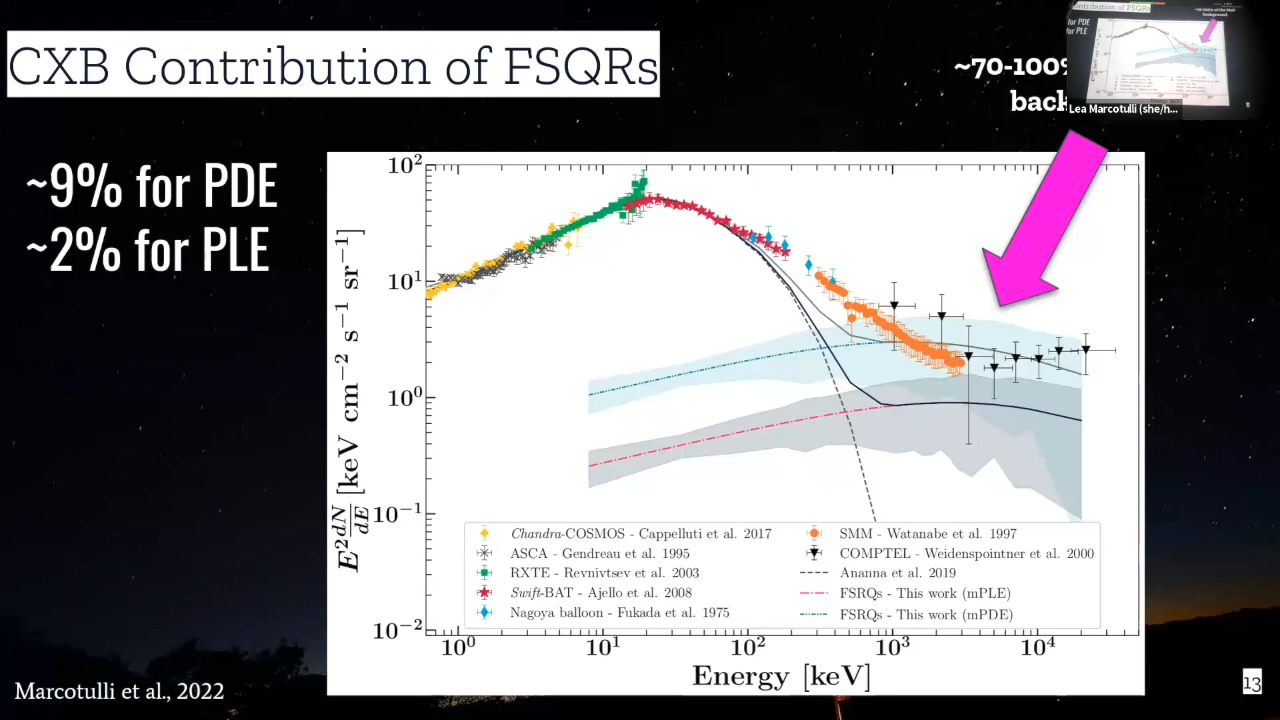 CXB Contribution of FSQRs
~70-100%
back
Lea Marcotulli (she/h...
~9% for PDE
~2% for PLE
10² 10¹ 10⁰ 10⁻¹ 10⁻²
E² dN/dE [keV cm⁻² s⁻¹ sr⁻¹]
Chandra-COSMOS - Cappelluti et al. 2017
ASCA - Gendreau et al. 1995
RXTE - Revnivtsev et al. 2003
Swift-BAT - Ajello et al. 2008
Nagoya balloon - Fukada et al. 1975
SMM - Watanabe et al. 1997
COMPTEL - Weidenspointner et al. 2000
Ananna et al. 2019
FSRQs - This work (mPLE)
FSRQs - This work (mPDE)
10⁰ 10¹ 10² 10³ 10⁴
Energy [keV]
Marcotulli et al., 2022
13